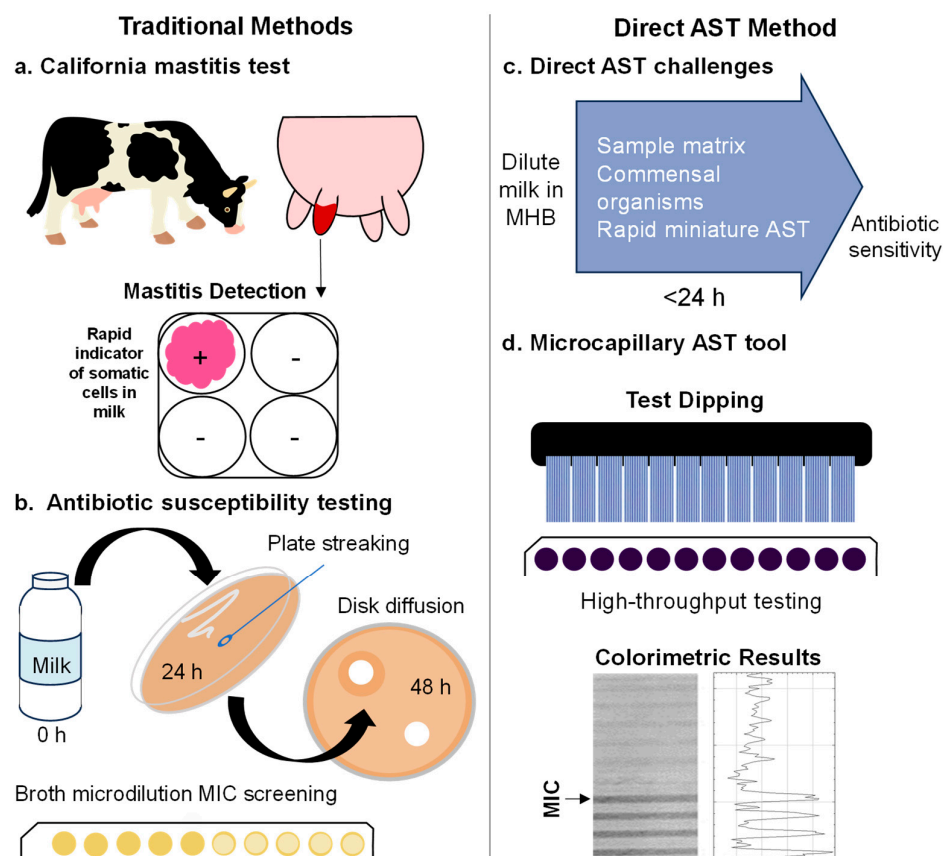 Traditional Methods
a. California mastitis test
Mastitis Detection
Rapid
indicator
of somatic
cells in
milk
+
-
-
-
b. Antibiotic susceptibility testing
Plate streaking
Disk diffusion
Milk
24 h
48 h
0 h
Broth microdilution MIC screening
Direct AST Method
c. Direct AST challenges
Dilute
milk in
MHB
Sample matrix
Commensal
organisms
Rapid miniature AST
Antibiotic
sensitivity
<24 h
d. Microcapillary AST tool
Test Dipping
High-throughput testing
Colorimetric Results
MIC